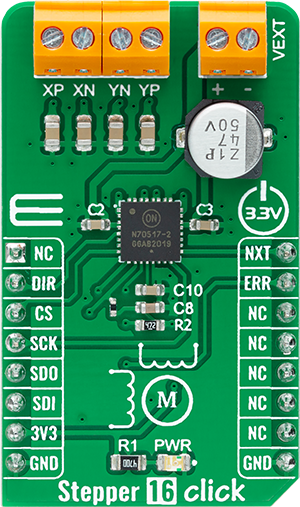 VEXT
XP XN YN YP + -
Z1P
47
50V
C2 ON C3
N70517-2
GGAB2019
3.3V
NC NXT
DIR ERR
CS NC
SCK NC
SDO NC
SDI NC
3V3 NC
GND GND
C10
C8
R2
M
R1 PWR
Stepper 16 click